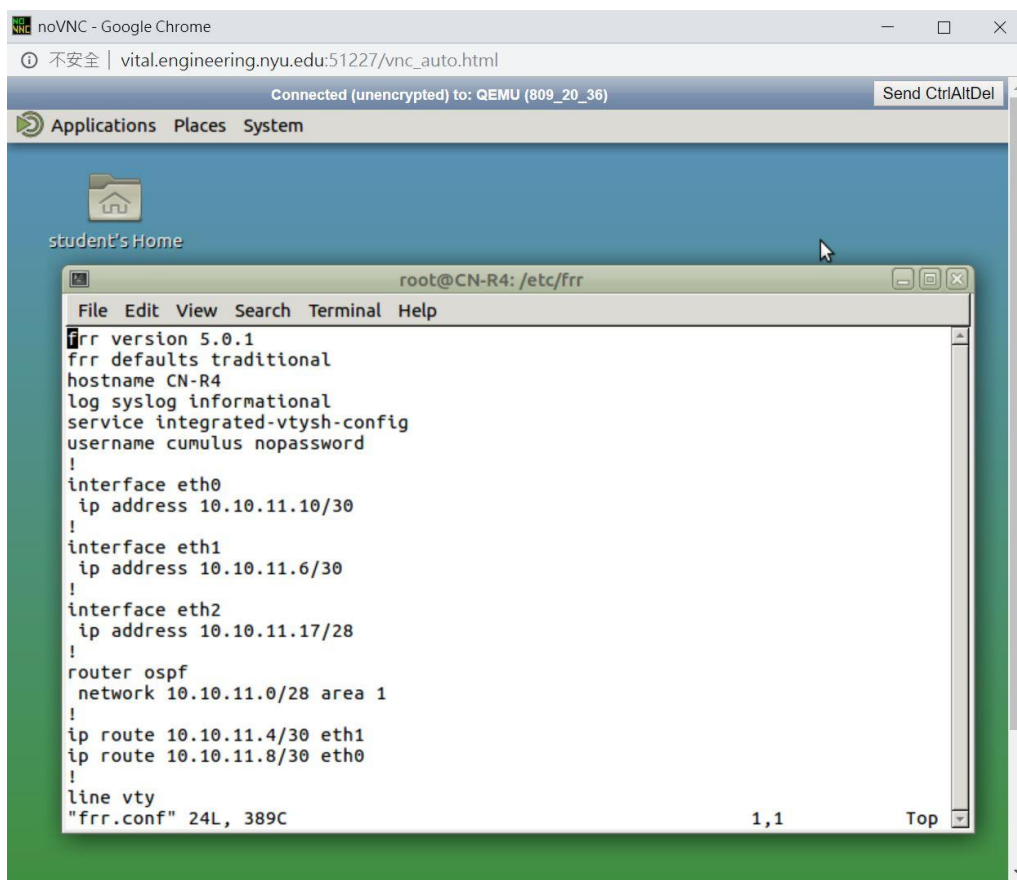 noVNC - Google Chrome
不安全 | vital.engineering.nyu.edu:51227/vnc_auto.html
Connected (unencrypted) to: QEMU (809_20_36)
Send CtrlAltDel
Applications Places System
student's Home
root@CN-R4: /etc/frr
File Edit View Search Terminal Help
frr version 5.0.1
frr defaults traditional
hostname CN-R4
log syslog informational
service integrated-vtysh-config
username cumulus nopassword
!
interface eth0
 ip address 10.10.11.10/30
!
interface eth1
 ip address 10.10.11.6/30
!
interface eth2
 ip address 10.10.11.17/28
!
router ospf
 network 10.10.11.0/28 area 1
!
ip route 10.10.11.4/30 eth1
ip route 10.10.11.8/30 eth0
!
line vty
"frr.conf" 24L, 389C 1,1 Top